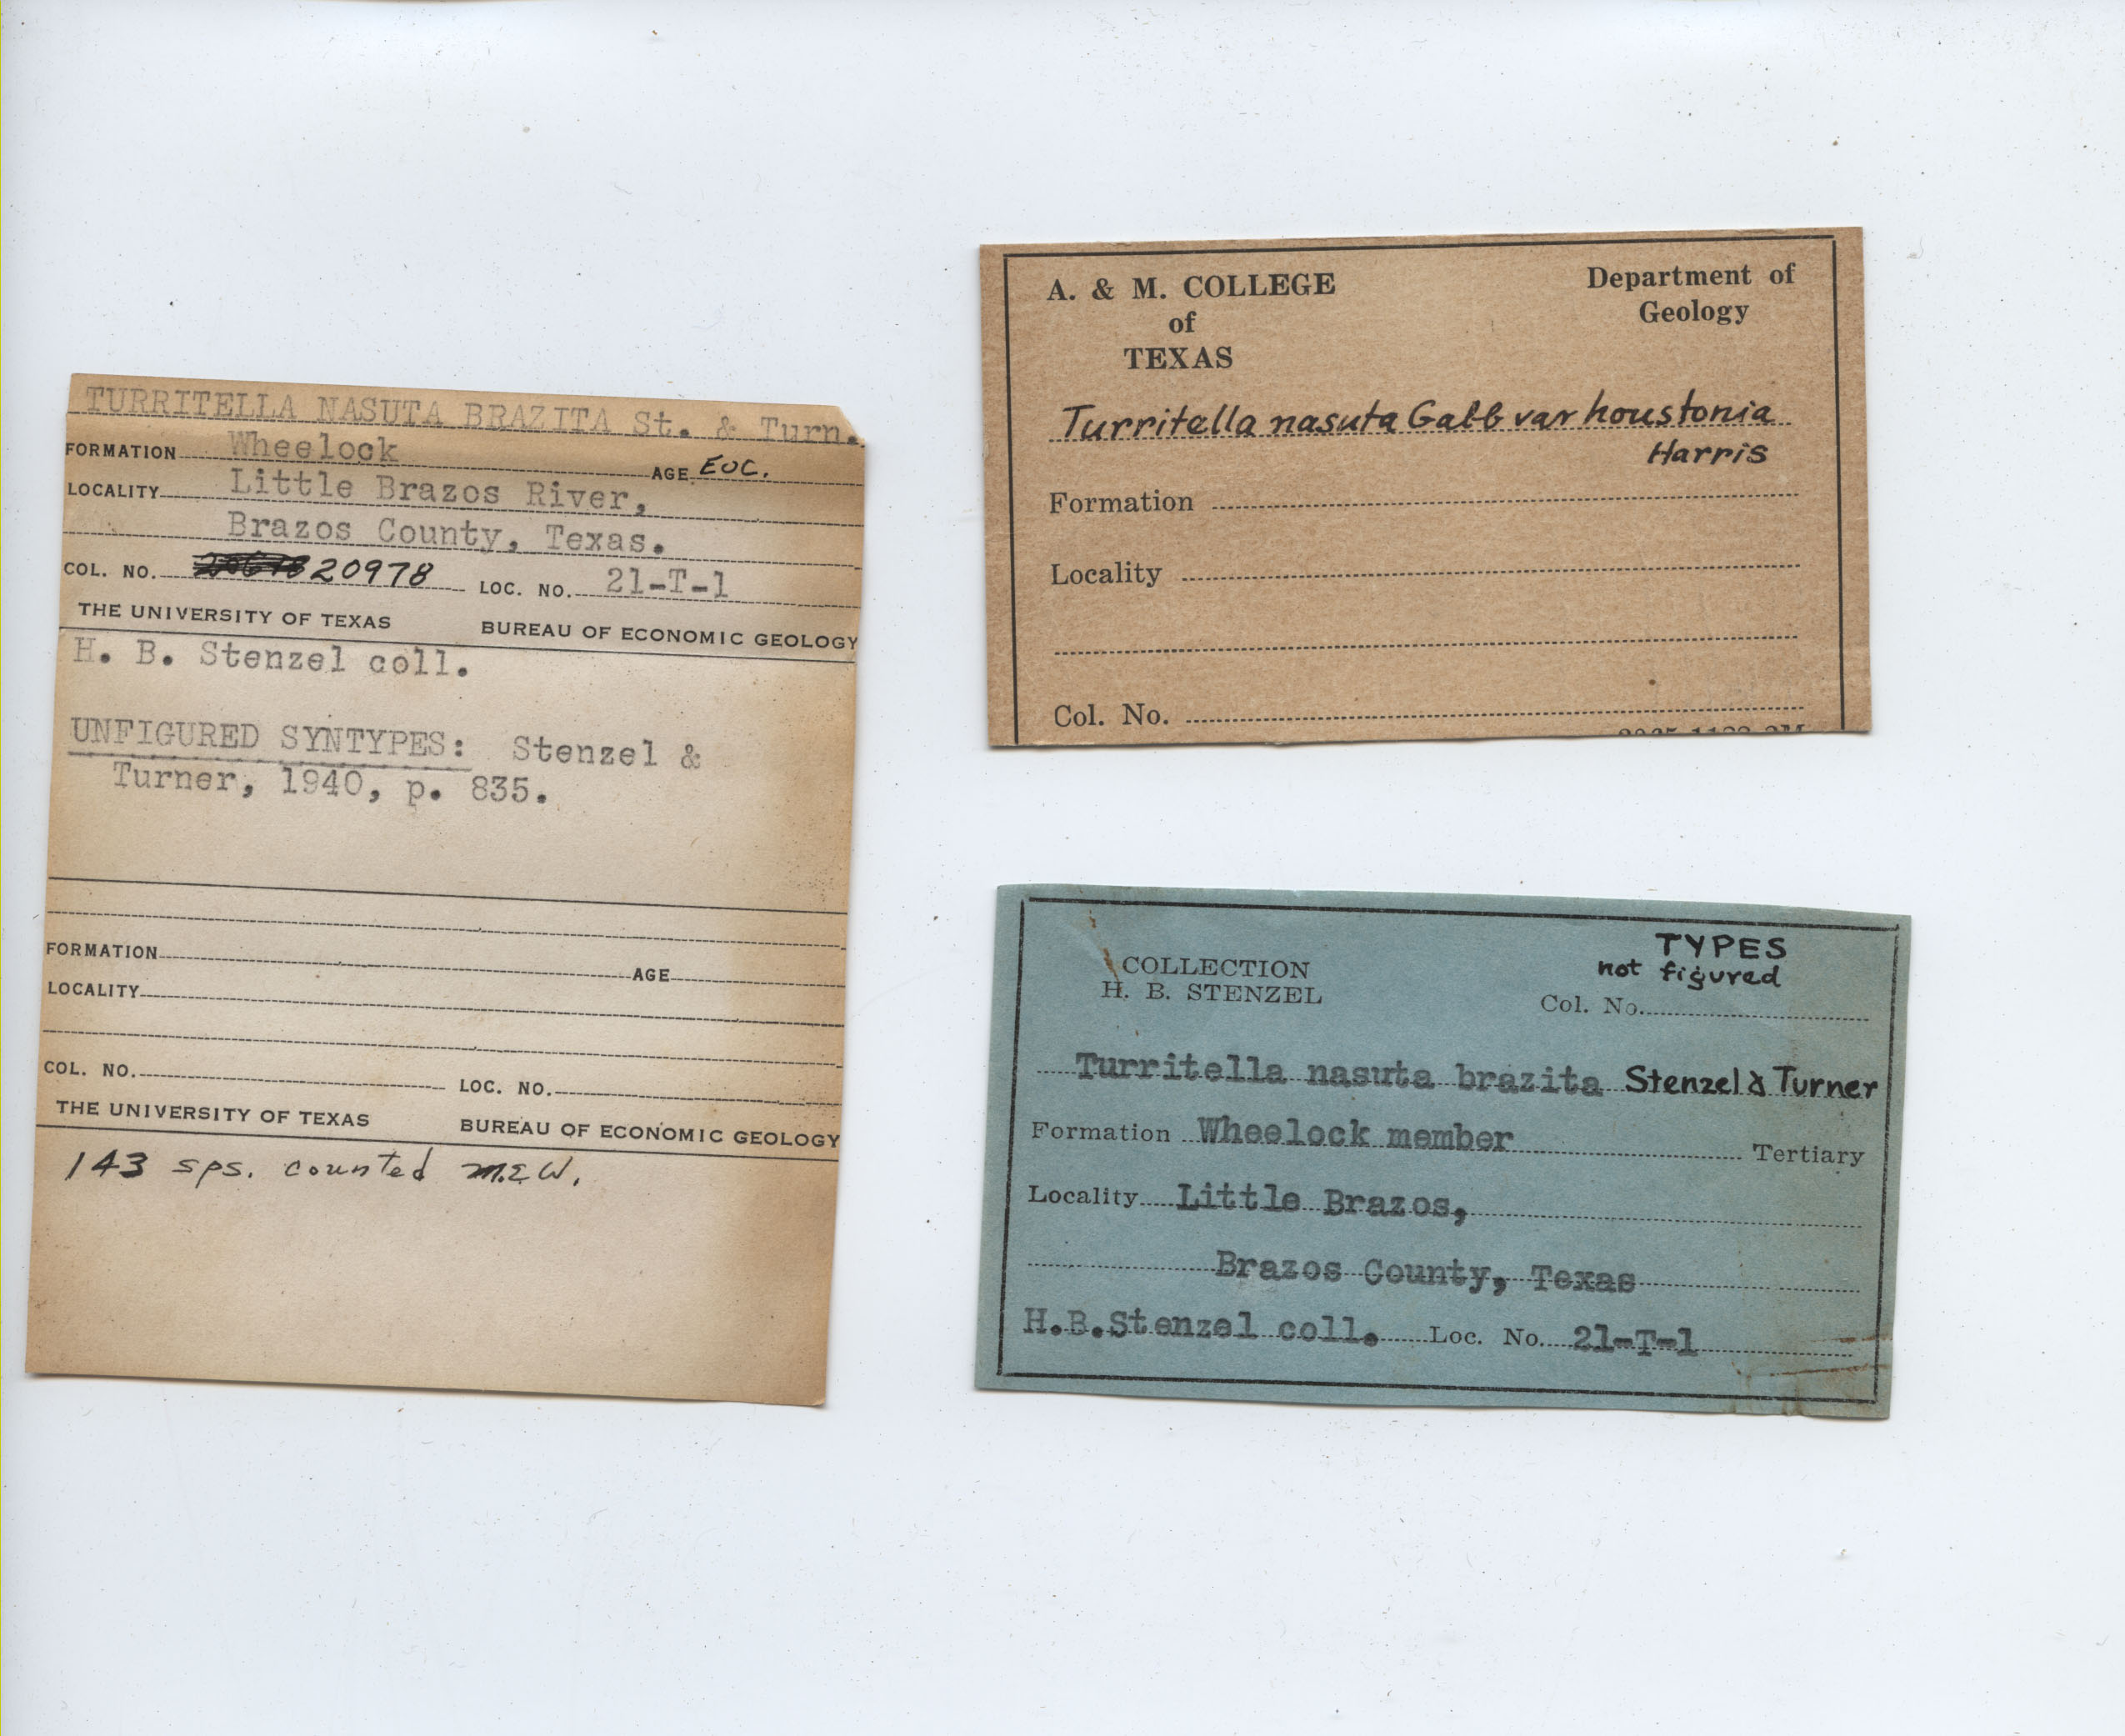 TURRITELLA NASUTA BRAZITA St. & Turn.
FORMATION Wheelock AGE EOC.
LOCALITY Little Brazos River,
Brazos County, Texas.
COL. NO. 20978 LOC. NO. 21-T-1
THE UNIVERSITY OF TEXAS BUREAU OF ECONOMIC GEOLOGY
H. B. Stenzel coll.
UNFIGURED SYNTYPES: Stenzel &
Turner, 1940, p. 835.
FORMATION AGE
LOCALITY
COL. NO. LOC. NO.
THE UNIVERSITY OF TEXAS BUREAU OF ECONOMIC GEOLOGY
143 sps. counted M.E.W.
A. & M. COLLEGE Department of
of Geology
TEXAS
Turritella nasuta Gabb var houstonia
Harris
Formation
Locality
Col. No.
TYPES
not figured
COLLECTION
H. B. STENZEL Col. No.
Turritella nasuta brazita Stenzel & Turner
Formation Wheelock member Tertiary
Locality Little Brazos,
Brazos County, Texas
H.B.Stenzel coll. Loc. No. 21-T-1